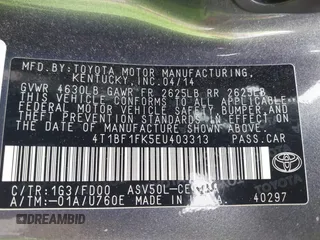 MFD.BY:TOYOTA MOTOR MANUFACTURING,
KENTUCKY,INC.04/14
GVWR 4630LB GAWR FR 2625LB RR 2625LB
THIS VEHICLE CONFORMS TO ALL APPLICABLE
FEDERAL MOTOR VEHICLE SAFETY, BUMPER, AND
THEFT PREVENTION STANDARDS IN EFFECT ON THE
DATE OF MANUFACTURE SHOWN ABOVE.
4T1BF1FK5EU403313 PASS.CAR
C/TR:1G3/FD00 ASV50L-CE
A/TM:-01A/U760E
MADE IN U.S.A.
TOYOTA
40297